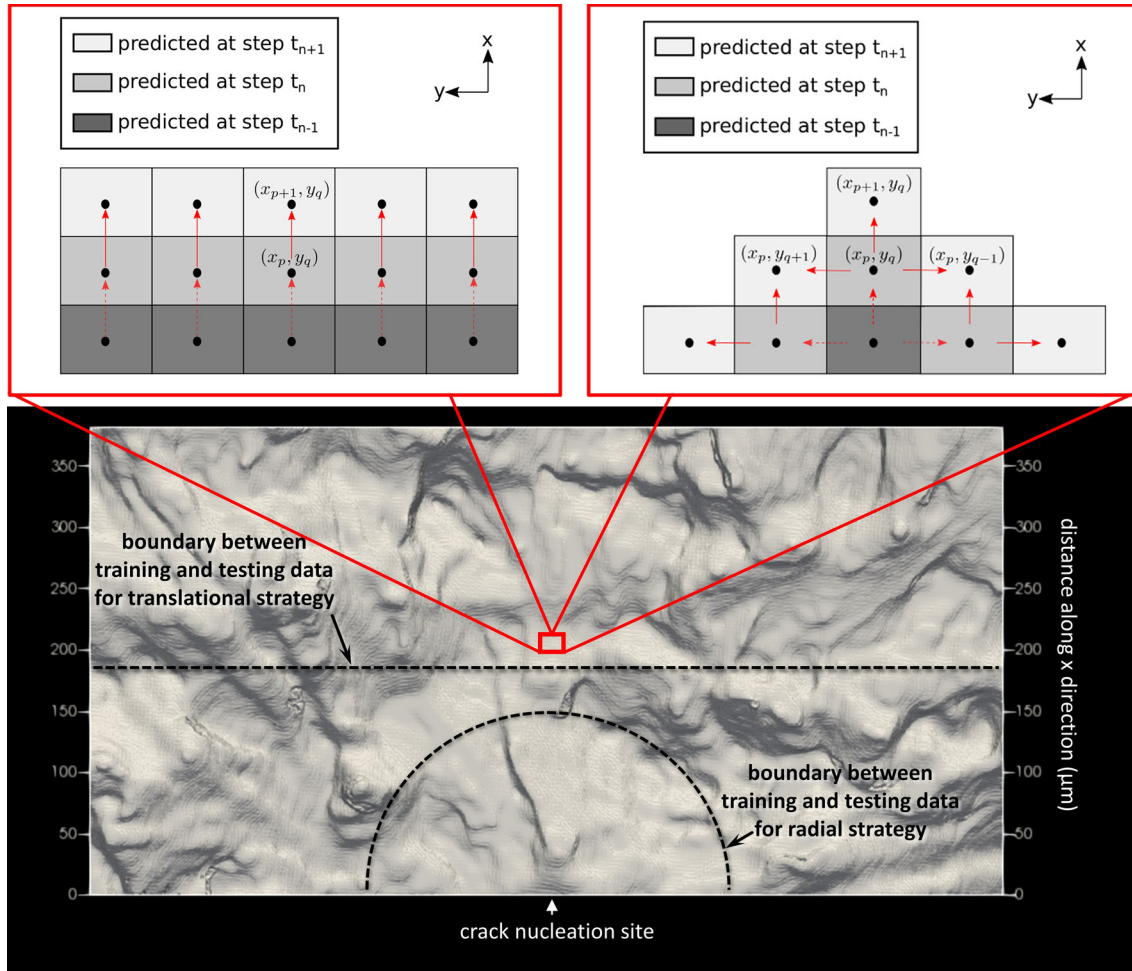 predicted at step t_{n+1}
predicted at step t_n
predicted at step t_{n-1}
x
y
(x_{p+1}, y_q)
(x_p, y_q)
predicted at step t_{n+1}
predicted at step t_n
predicted at step t_{n-1}
x
y
(x_{p+1}, y_q)
(x_p, y_{q+1})
(x_p, y_q)
(x_p, y_{q-1})
350
300
250
200
150
100
50
0
boundary between
training and testing data
for translational strategy
boundary between
training and testing data
for radial strategy
350
300
250
200
150
100
50
0
distance along x direction (μm)
crack nucleation site